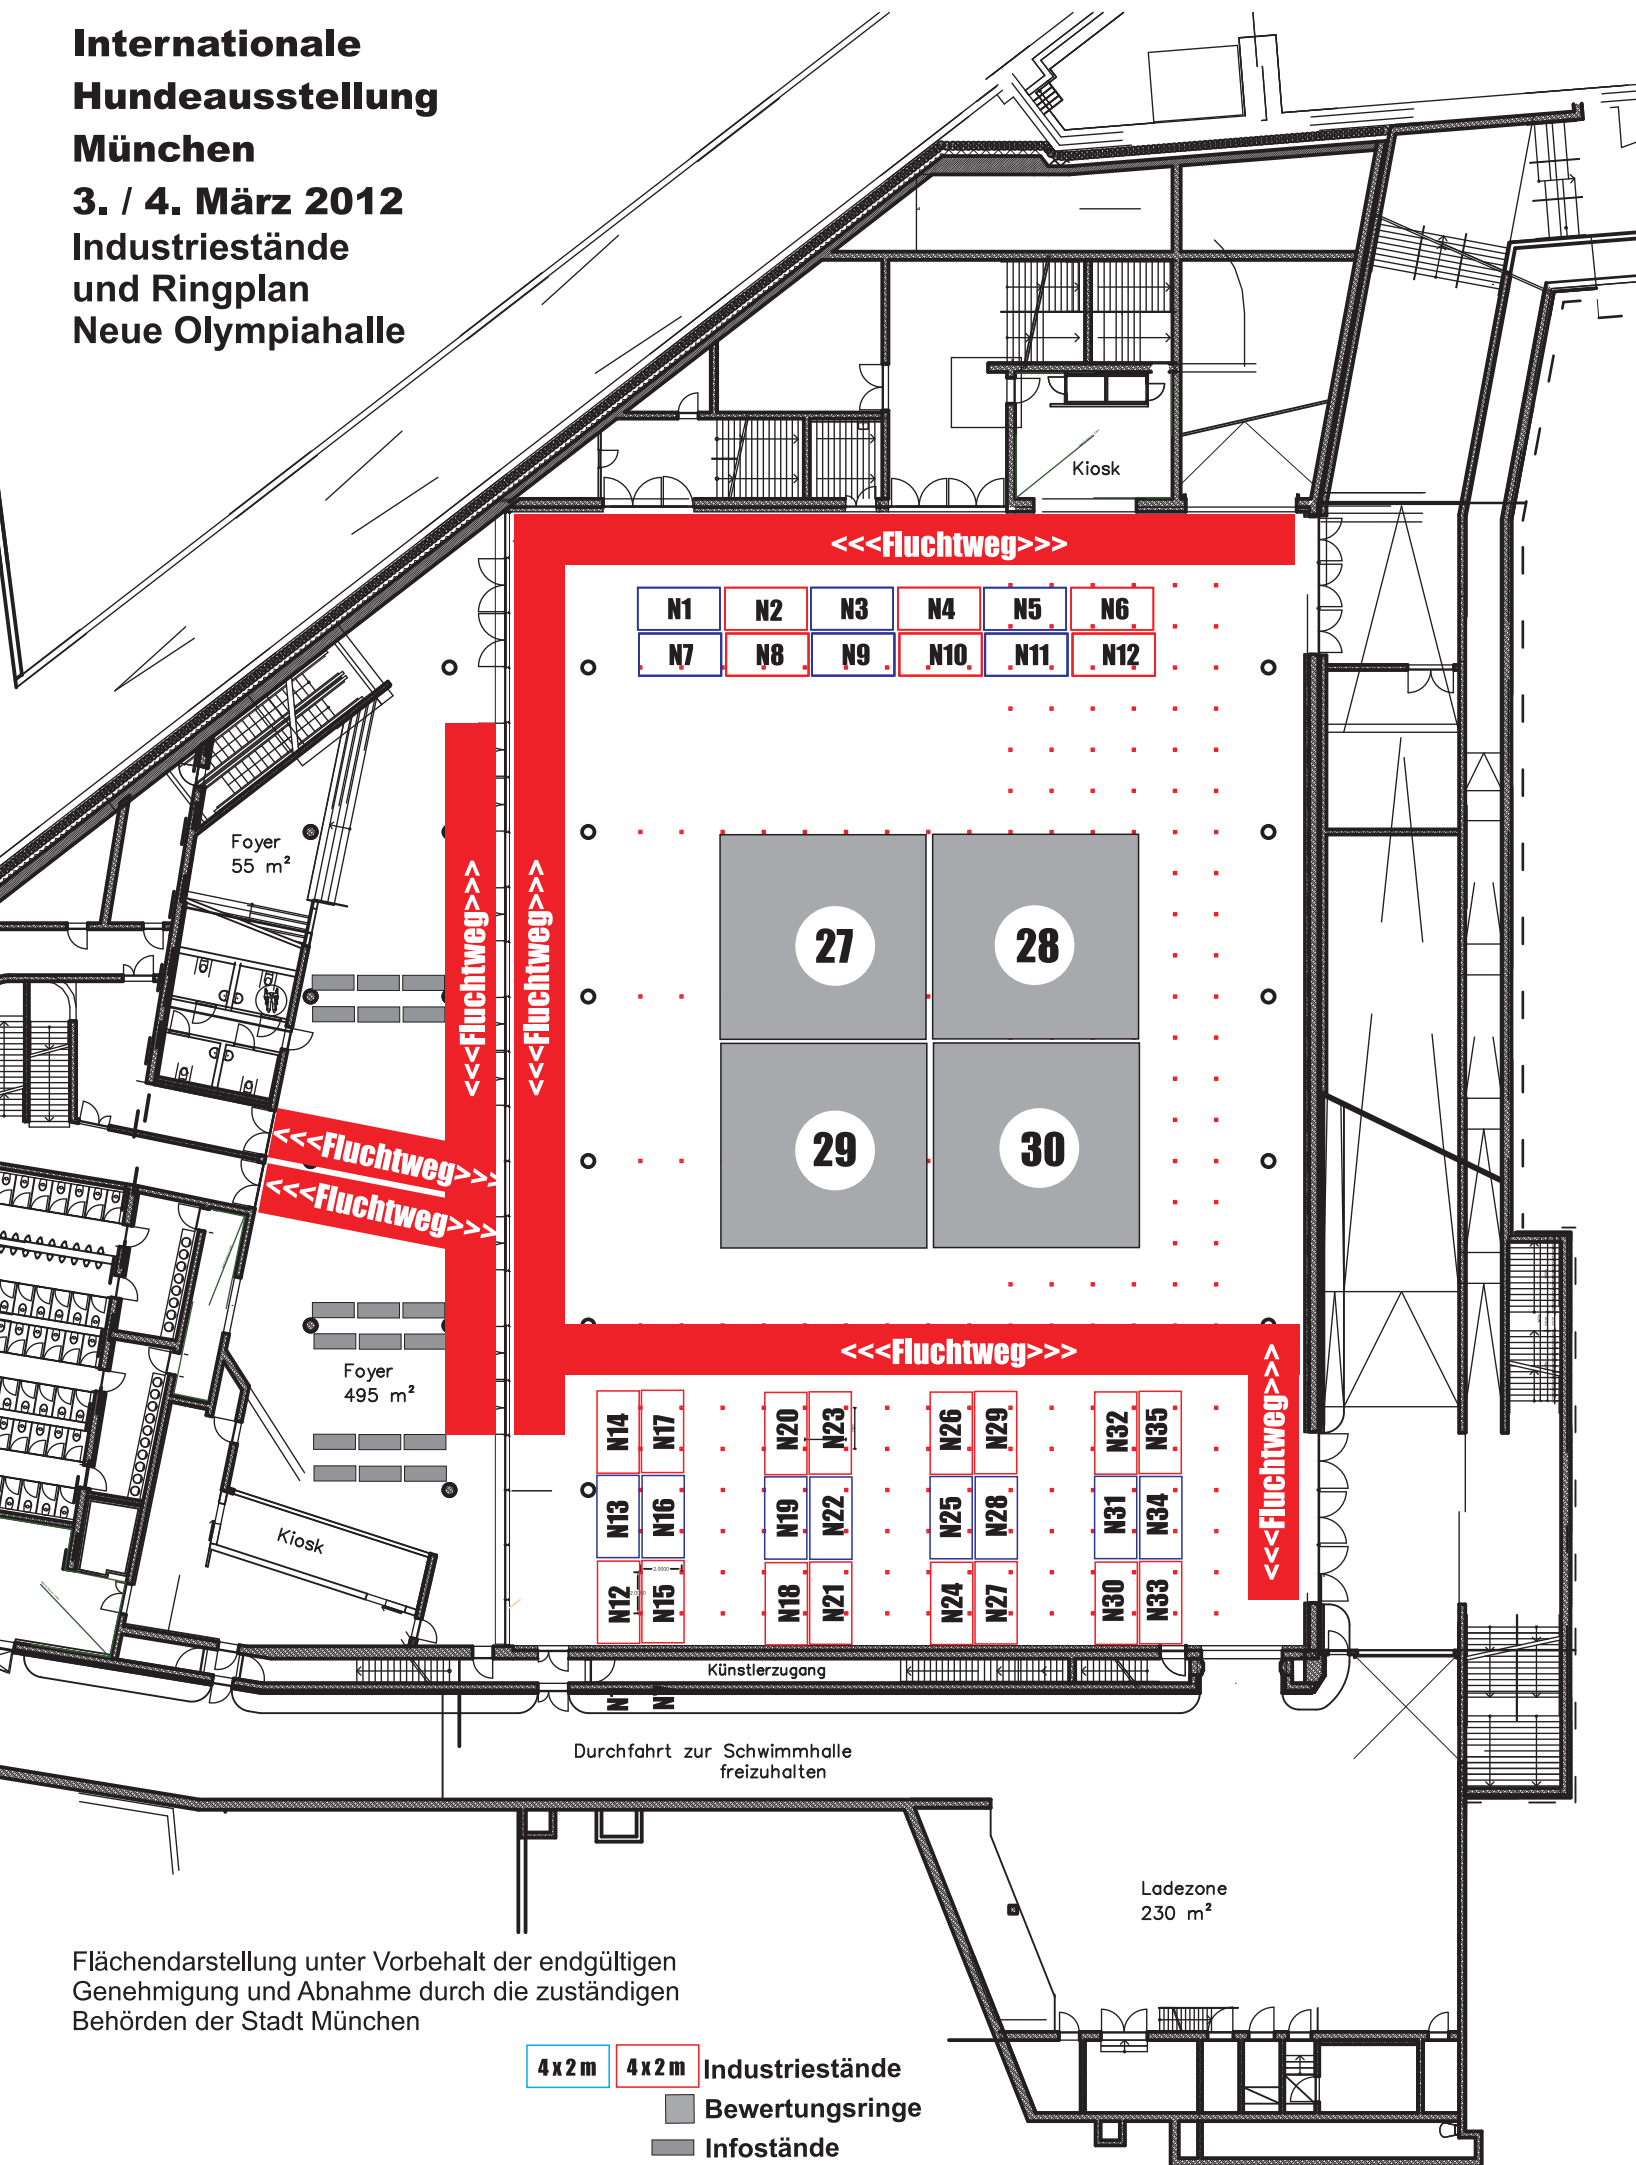 Internationale
Hundeausstellung
München
3. / 4. März 2012
Industriestände
und Ringplan
Neue Olympiahalle
Kiosk
<<<Fluchtweg>>>
N1 N2 N3 N4 N5 N6
N7 N8 N9 N10 N11 N12
Foyer
55 m²
<<<Fluchtweg>>>
<<<Fluchtweg>>>
27 28
29 30
<<<Fluchtweg>>>
<<<Fluchtweg>>>
<<<Fluchtweg>>>
<<<Fluchtweg>>>
Foyer
495 m²
N14 N17 N20 N23 N26 N29 N32 N35
N13 N16 N19 N22 N25 N28 N31 N34
N12 N15 N18 N21 N24 N27 N30 N33
Kiosk
Künstlerzugang
Durchfahrt zur Schwimmhalle
freizuhalten
Ladezone
230 m²
Flächendarstellung unter Vorbehalt der endgültigen
Genehmigung und Abnahme durch die zuständigen
Behörden der Stadt München
4 x 2 m 4 x 2 m Industriestände
Bewertungsringe
Infostände